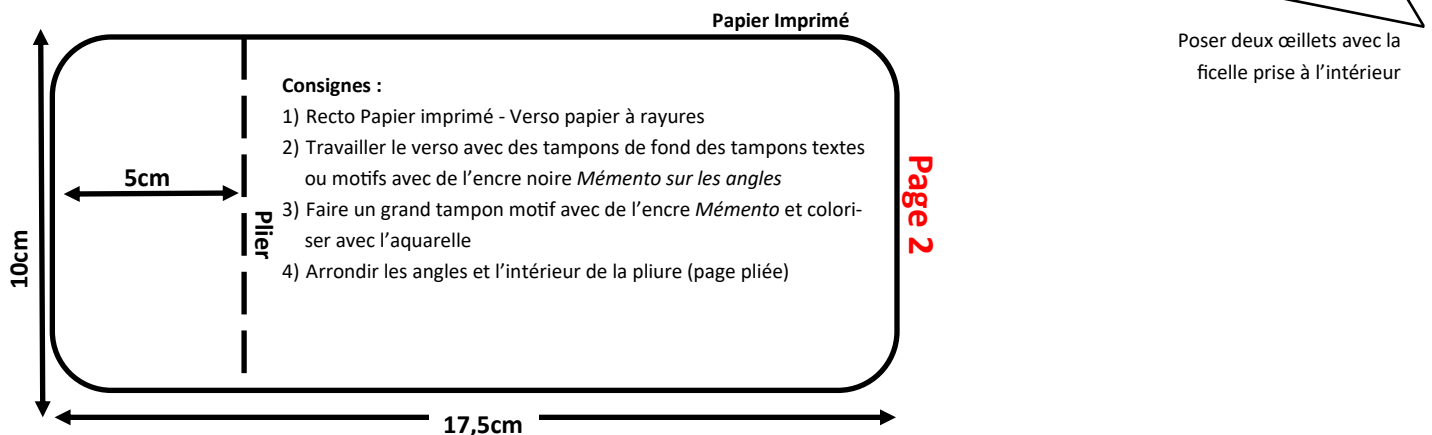 Papier Imprimé
Poser deux œillets avec la
ficelle prise à l’intérieur
Consignes :
1) Recto Papier imprimé - Verso papier à rayures
2) Travailler le verso avec des tampons de fond des tampons textes
ou motifs avec de l’encre noire Mémento sur les angles
3) Faire un grand tampon motif avec de l’encre Mémento et colori-
ser avec l’aquarelle
4) Arrondir les angles et l’intérieur de la pliure (page pliée)
5cm
Plier
Page 2
10cm
17,5cm